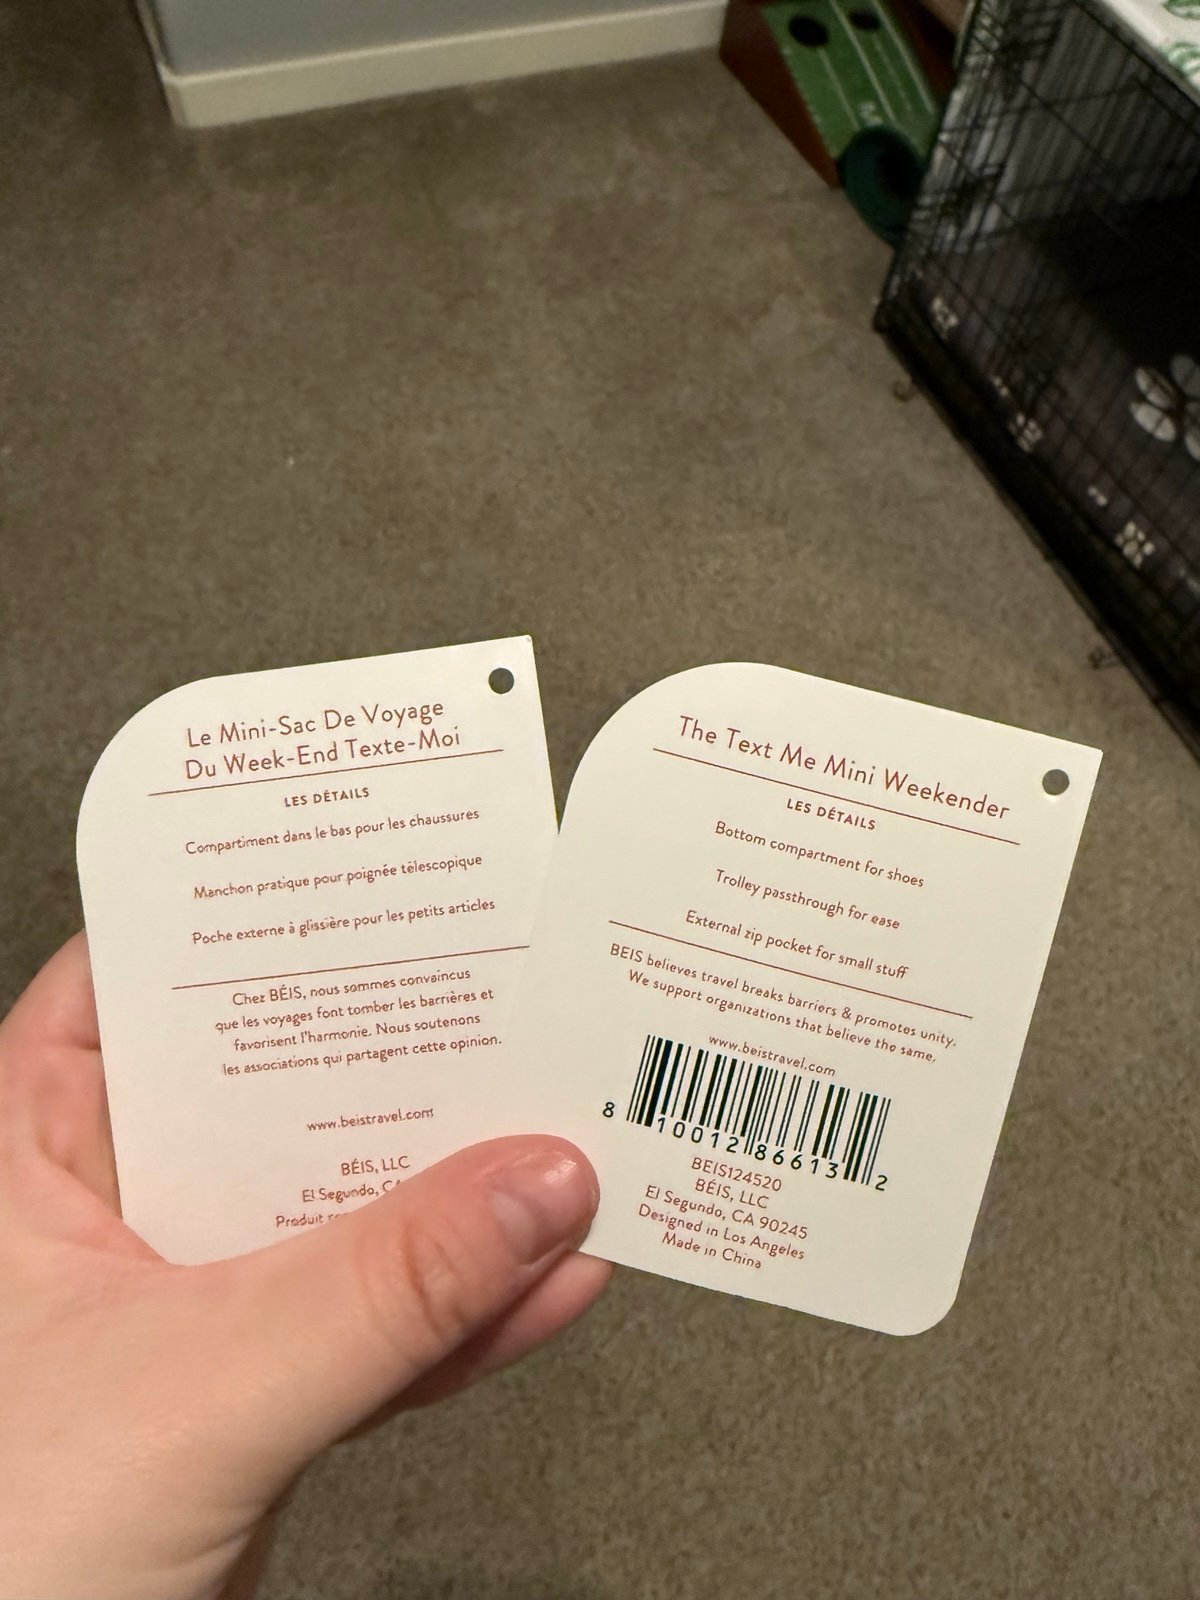 Le Mini-Sac De Voyage
Du Week-End Texte-Moi
LES DÉTAILS
Compartiment dans le bas pour les chaussures
Manchon pratique pour poignée télescopique
Poche externe à glissière pour les petits articles
Chez BÉIS, nous sommes convaincus
que les voyages font tomber les barrières et
favorisent l'harmonie. Nous soutenons
les associations qui partagent cette opinion.
www.beistravel.com
BÉIS, LLC
El Segundo,
Produit
The Text Me Mini Weekender
LES DÉTAILS
Bottom compartment for shoes
Trolley passthrough for ease
External zip pocket for small stuff
BEIS believes travel breaks barriers & promotes unity.
We support organizations that believe the same.
www.beistravel.com
8 10012 86613 2
BEIS124520
BÉIS, LLC
El Segundo, CA 90245
Designed in Los Angeles
Made in China